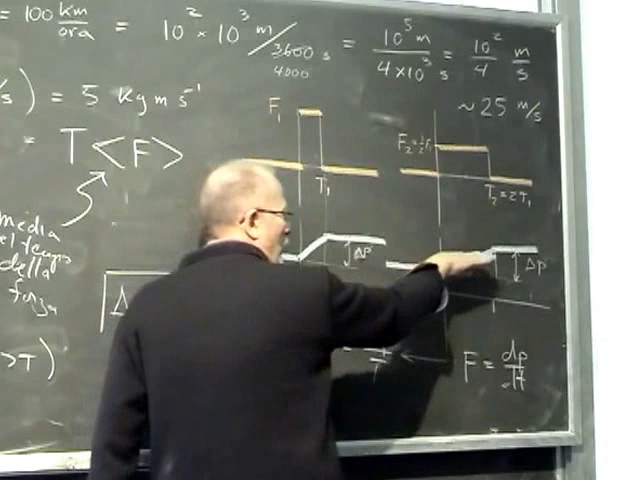 = 100 km/ora = 10² × 10³ m / 3600 s = 10⁵ m / 4×10³ s = 10²/4 m/s
4000
/s) = 5 Kg m s⁻¹
~ 25 m/s
F₁
F₂=½F₁
= T <F>
T₁
T₂=2T₁
media
del tempo
della
forza
ΔP
Δp
Δ
>T)
T
F = dp/dt